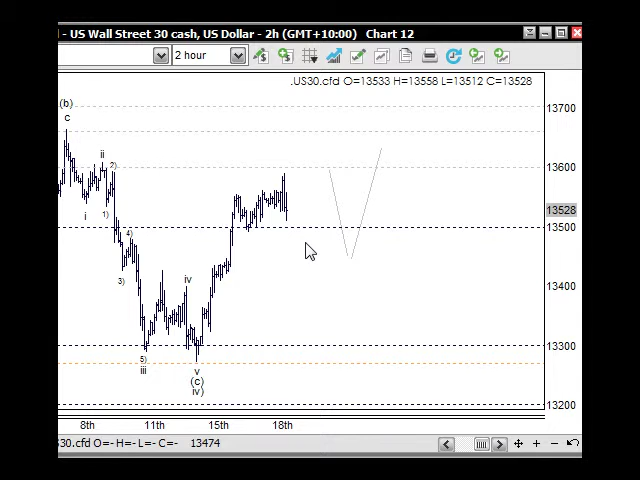 - US Wall Street 30 cash, US Dollar - 2h (GMT+10:00) Chart 12
2 hour
.US30.cfd O=13533 H=13558 L=13512 C=13528
13700
13600
13528
13500
13400
13300
13200
(b)
c
ii
2)
i
1)
4)
3)
iv
5)
iii
v
(c)
iv)
8th 11th 15th 18th
S30.cfd O=- H=- L=- C=- 13474